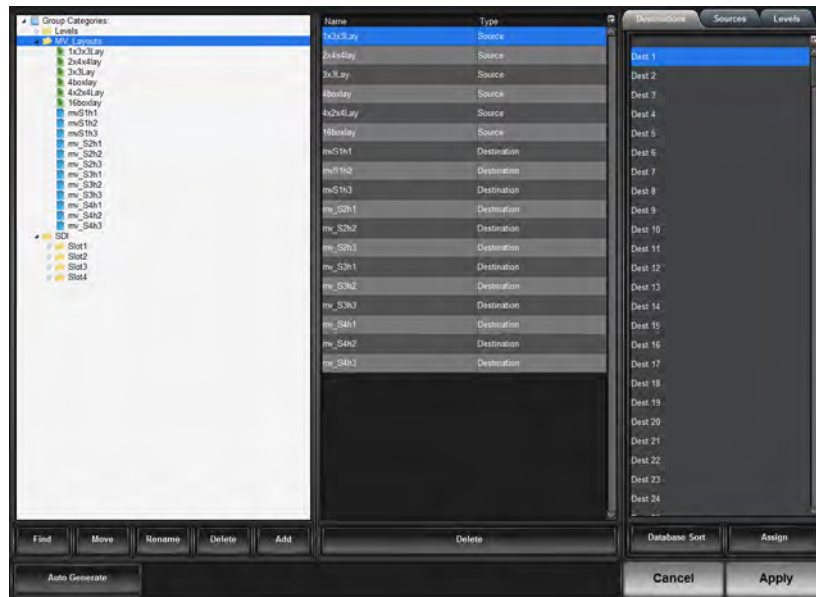 Group Categories:
Levels
MV_Layouts
1x3x3Lay
2x4x4lay
3x3Lay
4boxlay
4x2x4Lay
16boxlay
mvS1h1
mvS1h2
mvS1h3
mv_S2h1
mv_S2h2
mv_S2h3
mv_S3h1
mv_S3h2
mv_S3h3
mv_S4h1
mv_S4h2
mv_S4h3
SDI
Slot1
Slot2
Slot3
Slot4
Find Move Rename Delete Add
Auto Generate
Name Type
1x3x3Lay Source
2x4x4lay Source
3x3Lay Source
4boxlay Source
4x2x4Lay Source
16boxlay Source
mvS1h1 Destination
mvS1h2 Destination
mvS1h3 Destination
mv_S2h1 Destination
mv_S2h2 Destination
mv_S2h3 Destination
mv_S3h1 Destination
mv_S3h2 Destination
mv_S3h3 Destination
mv_S4h1 Destination
mv_S4h2 Destination
mv_S4h3 Destination
Delete
Destinations Sources Levels
Dest 1
Dest 2
Dest 3
Dest 4
Dest 5
Dest 6
Dest 7
Dest 8
Dest 9
Dest 10
Dest 11
Dest 12
Dest 13
Dest 14
Dest 15
Dest 16
Dest 17
Dest 18
Dest 19
Dest 20
Dest 21
Dest 22
Dest 23
Dest 24
Database Sort Assign
Cancel Apply